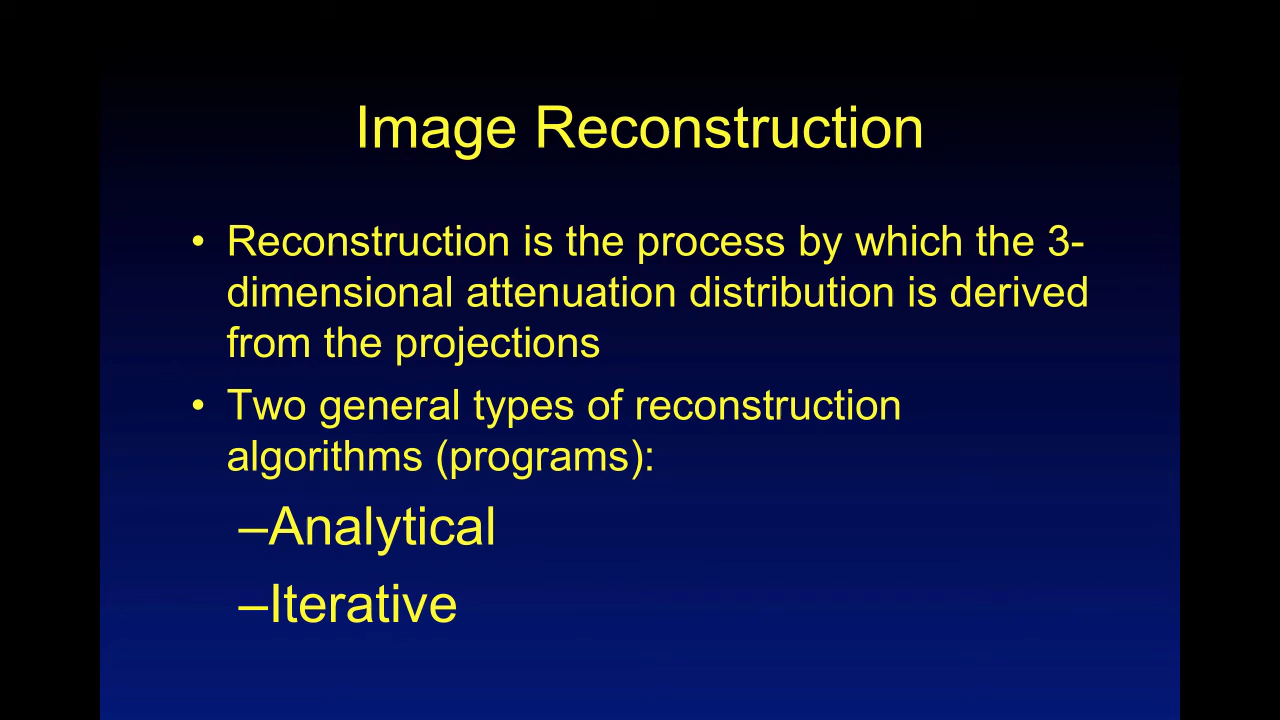 Image Reconstruction
• Reconstruction is the process by which the 3-
dimensional attenuation distribution is derived
from the projections
• Two general types of reconstruction
algorithms (programs):
–Analytical
–Iterative